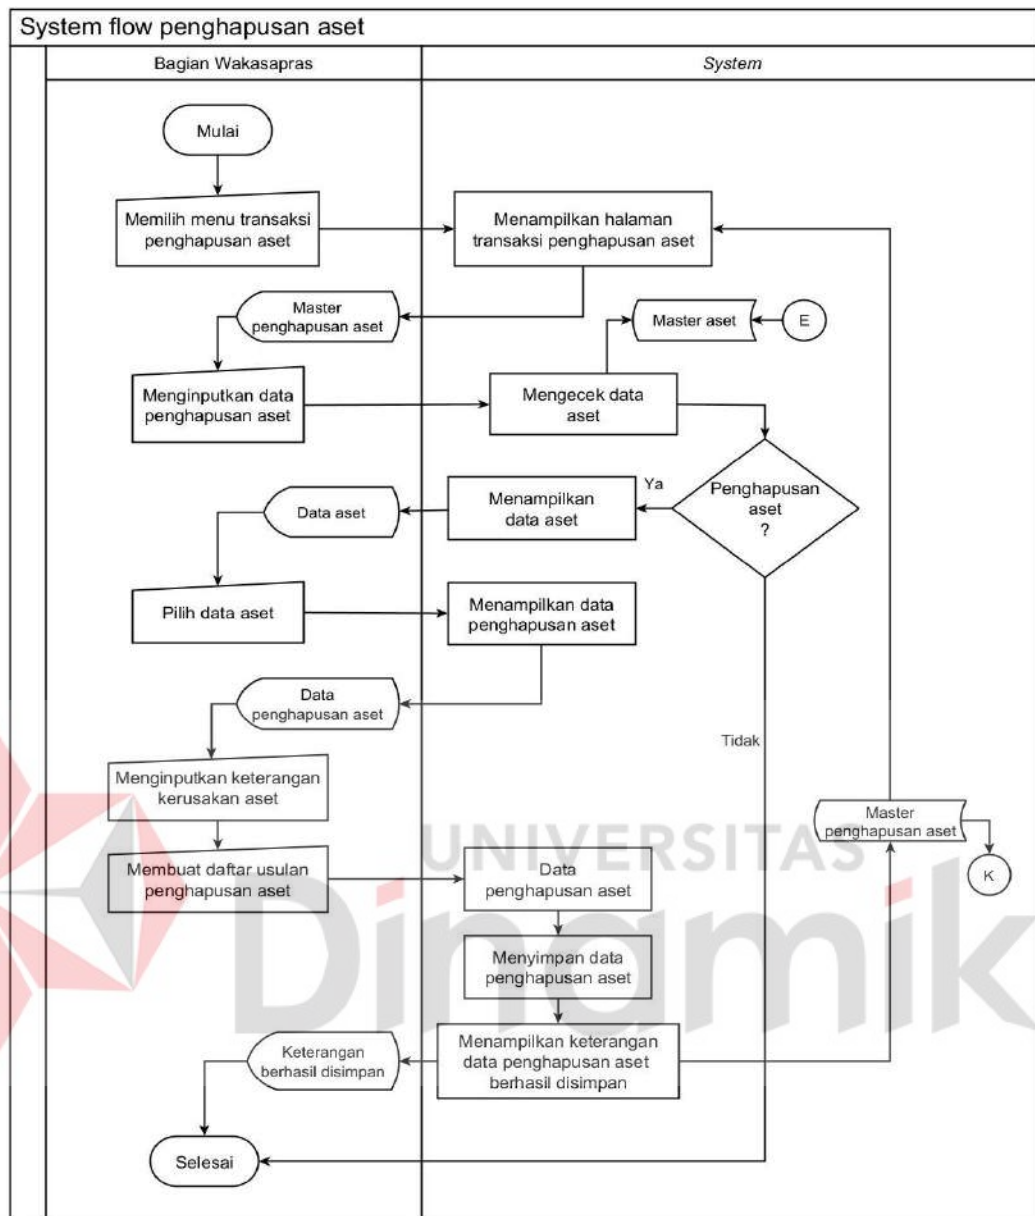 System flow penghapusan aset
Bagian Wakasapras
System
Mulai
Memilih menu transaksi
penghapusan aset
Menampilkan halaman
transaksi penghapusan aset
Master
penghapusan aset
Master aset
E
Menginputkan data
penghapusan aset
Mengecek data
aset
Penghapusan
aset
?
Ya
Menampilkan
data aset
Data aset
Pilih data aset
Menampilkan data
penghapusan aset
Data
penghapusan aset
Tidak
Menginputkan keterangan
kerusakan aset
Master
penghapusan aset
K
Membuat daftar usulan
penghapusan aset
Data
penghapusan aset
UNIVERSITAS
Dinamika
Menyimpan data
penghapusan aset
Menampilkan keterangan
data penghapusan aset
berhasil disimpan
Keterangan
berhasil disimpan
Selesai